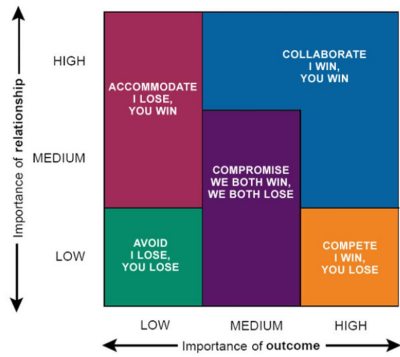 Importance of relationship
HIGH
MEDIUM
LOW
ACCOMMODATE
I LOSE,
YOU WIN
COLLABORATE
I WIN,
YOU WIN
COMPROMISE
WE BOTH WIN,
WE BOTH LOSE
AVOID
I LOSE,
YOU LOSE
COMPETE
I WIN,
YOU LOSE
LOW
MEDIUM
HIGH
Importance of outcome